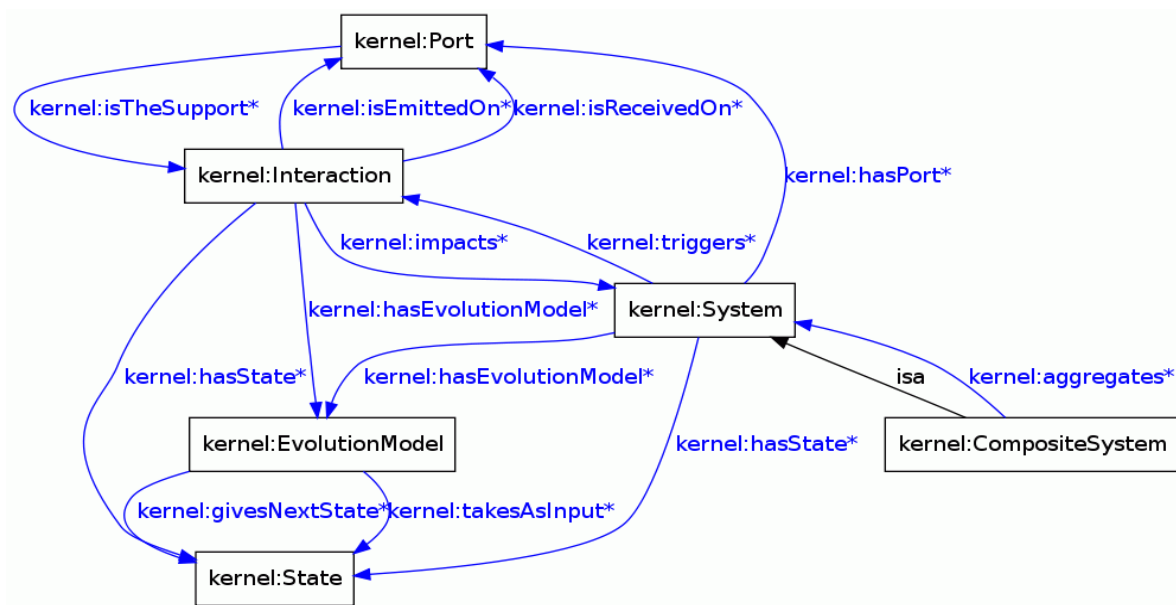 kernel:Port
kernel:isTheSupport*
kernel:isEmittedOn*
kernel:isReceivedOn*
kernel:Interaction
kernel:hasPort*
kernel:impacts*
kernel:triggers*
kernel:hasEvolutionModel*
kernel:System
kernel:hasState*
kernel:hasEvolutionModel*
isa
kernel:aggregates*
kernel:EvolutionModel
kernel:hasState*
kernel:CompositeSystem
kernel:givesNextState*
kernel:takesAsInput*
kernel:State